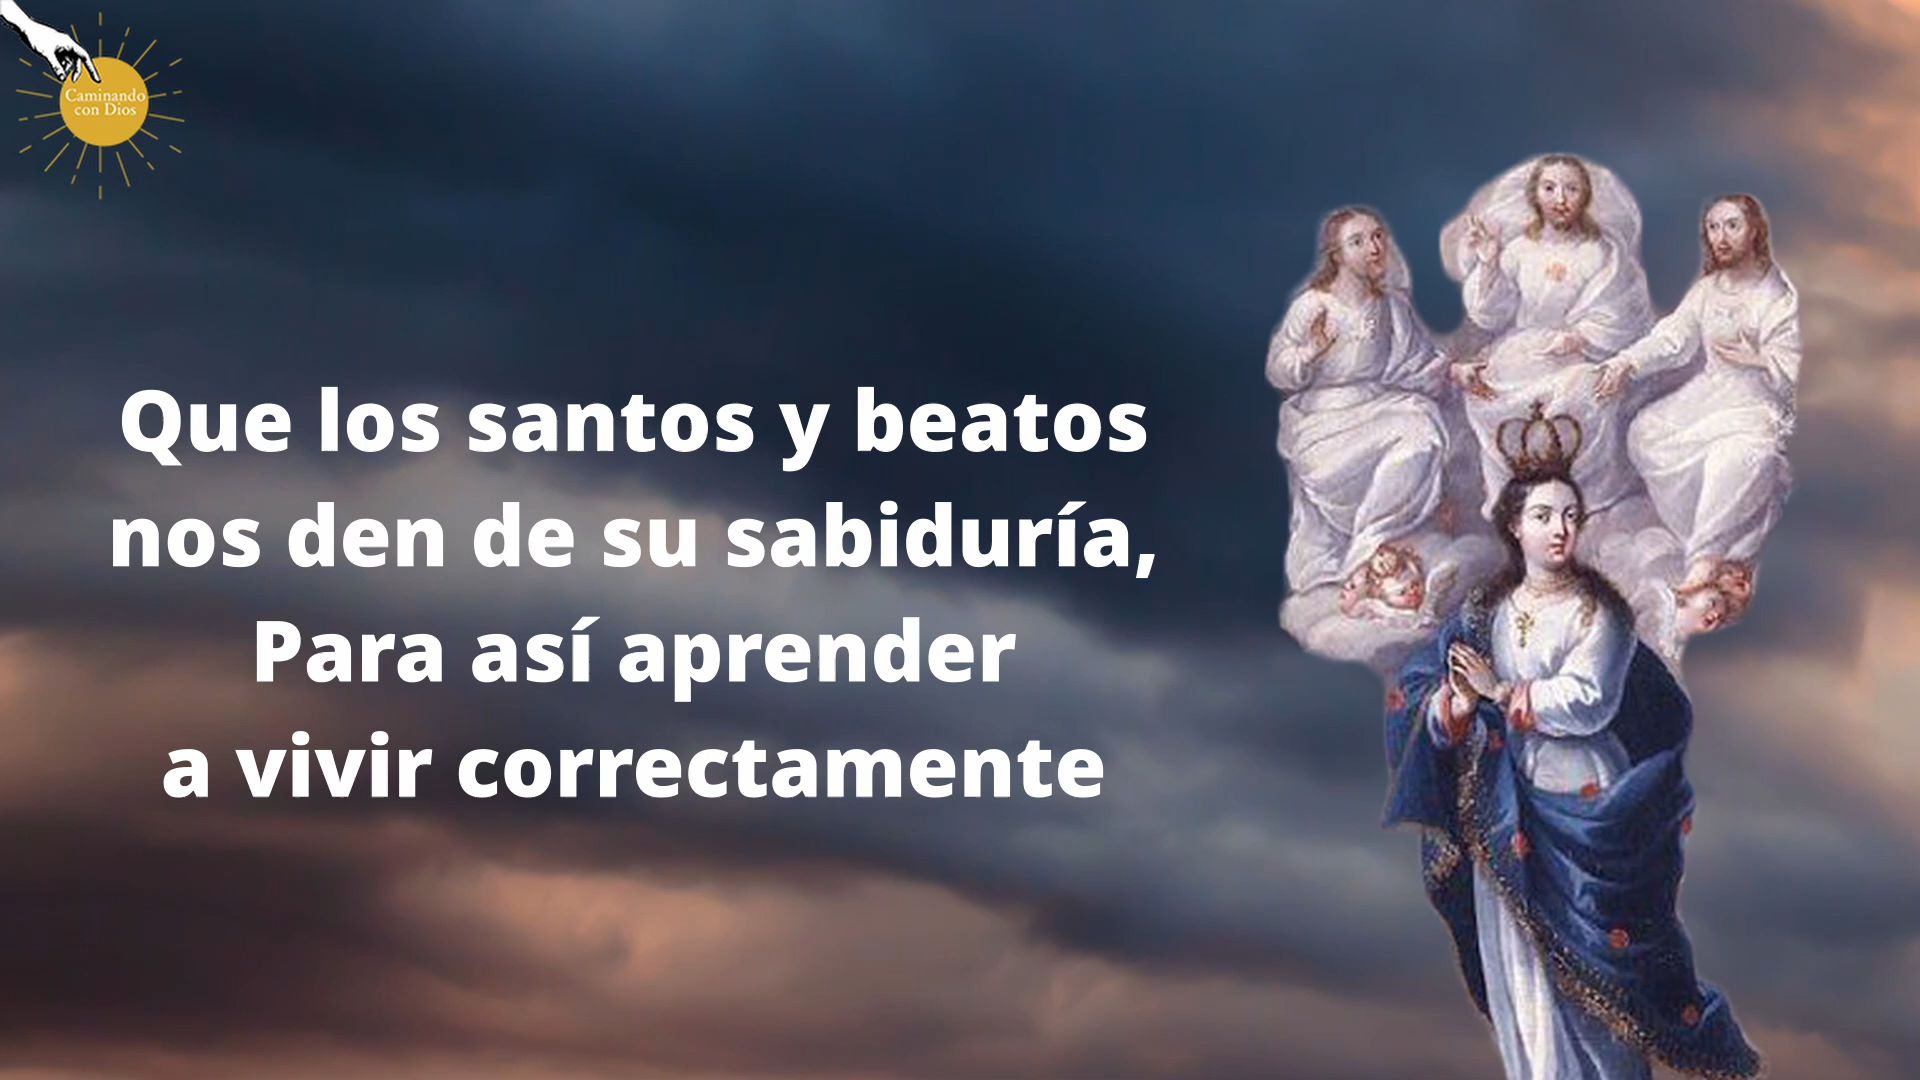 Caminando
con Dios
Que los santos y beatos
nos den de su sabiduría,
Para así aprender
a vivir correctamente